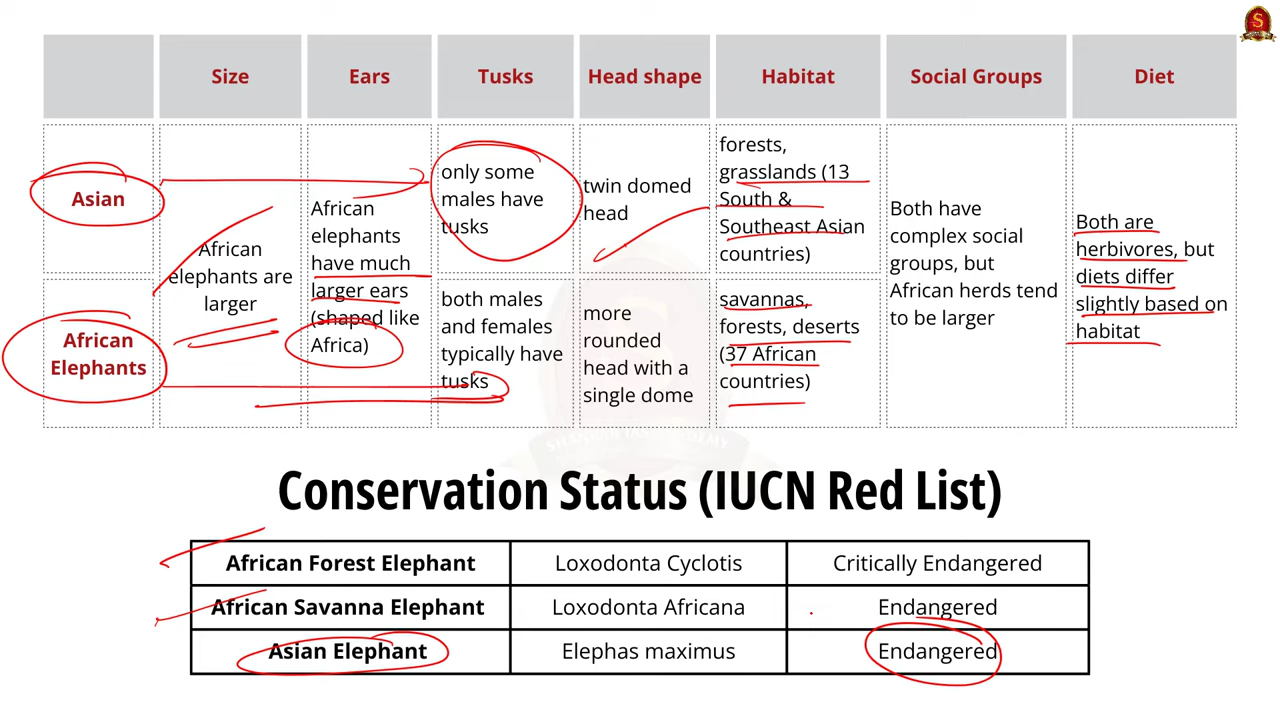 Size
Ears
Tusks
Head shape
Habitat
Social Groups
Diet
Asian
African
elephants are
larger
African
elephants
have much
larger ears
(shaped like
Africa)
only some
males have
tusks
twin domed
head
forests,
grasslands (13
South &
Southeast Asian
countries)
Both have
complex social
groups, but
African herds tend
to be larger
Both are
herbivores, but
diets differ
slightly based on
habitat
African
Elephants
both males
and females
typically have
tusks
more
rounded
head with a
single dome
savannas,
forests, deserts
(37 African
countries)
Conservation Status (IUCN Red List)
African Forest Elephant
Loxodonta Cyclotis
Critically Endangered
African Savanna Elephant
Loxodonta Africana
Endangered
Asian Elephant
Elephas maximus
Endangered